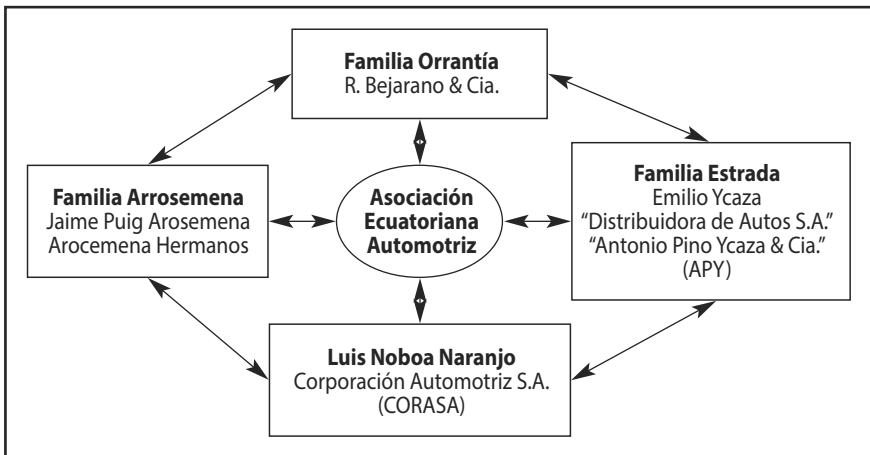 Familia Orrantía
R. Bejarano & Cia.
Familia Arrosemena
Jaime Puig Arosemena
Arocemena Hermanos
Asociación
Ecuatoriana
Automotriz
Familia Estrada
Emilio Ycaza
“Distribuidora de Autos S.A.”
“Antonio Pino Ycaza & Cia.”
(APY)
Luis Noboa Naranjo
Corporación Automotriz S.A.
(CORASA)